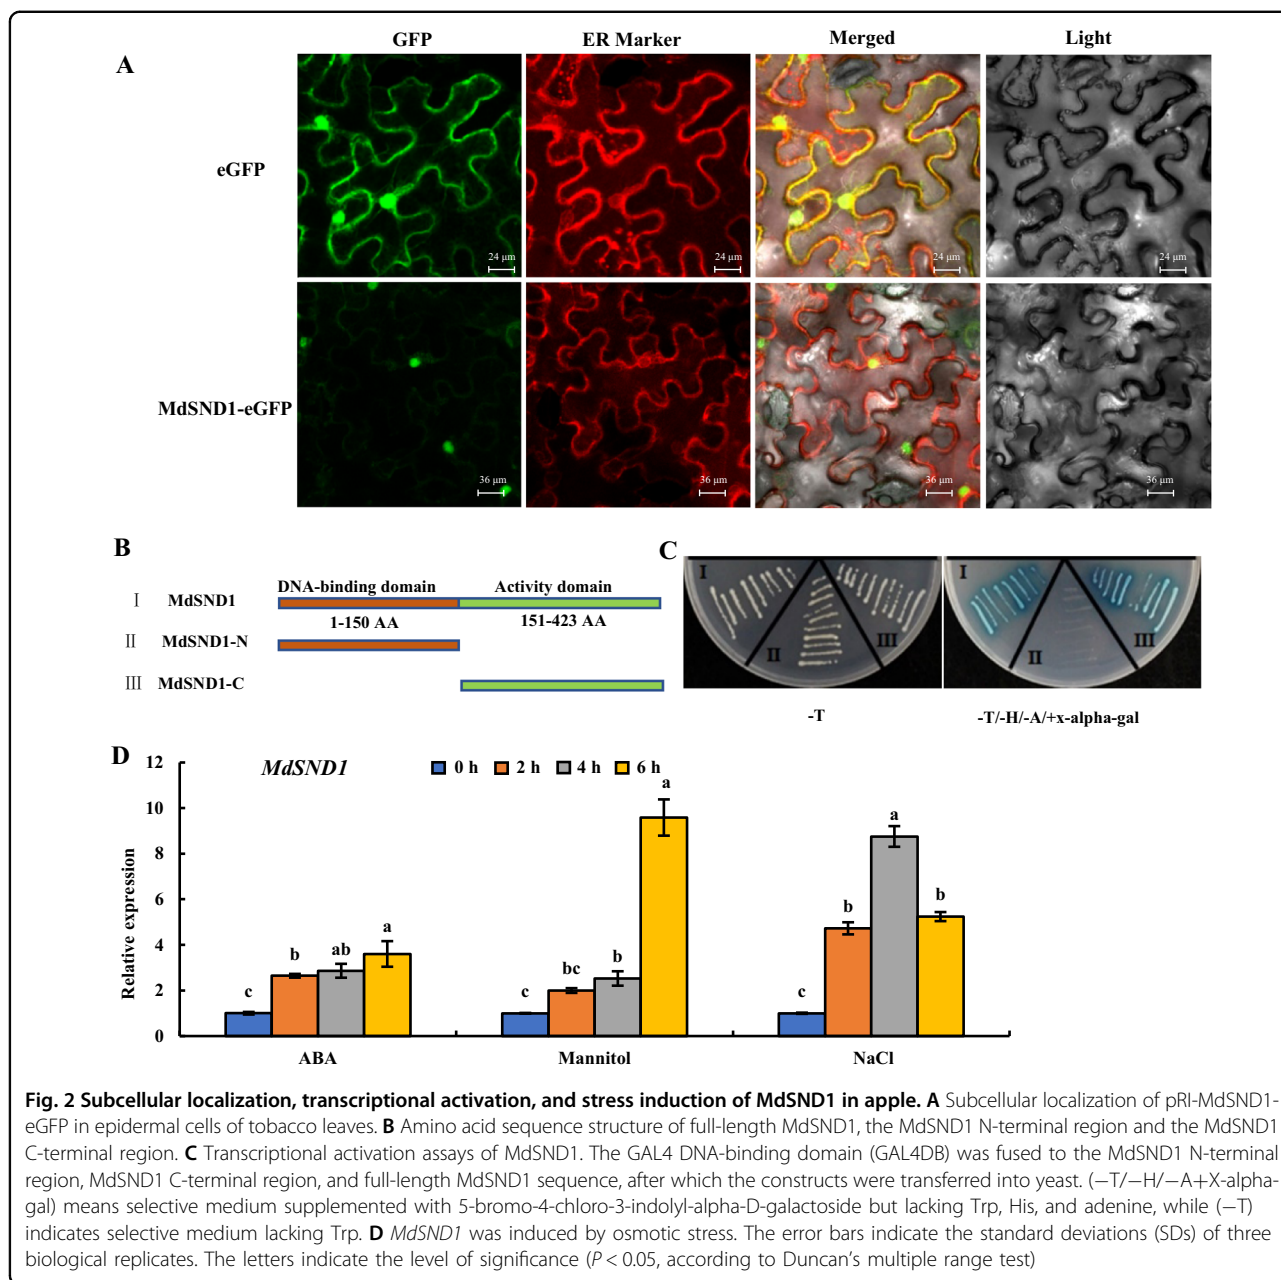 GFP ER Marker Merged Light
A
eGFP
24 µm 24 µm 24 µm 24 µm
MdSND1-eGFP
36 µm 36 µm 36 µm 36 µm
B
DNA-binding domain Activity domain
I MdSND1
1-150 AA 151-423 AA
II MdSND1-N
III MdSND1-C
C
I II III
I II III
-T -T/-H/-A/+x-alpha-gal
D
MdSND1
0 h 2 h 4 h 6 h
Relative expression
12
10
8
6
4
2
0
c b ab a
c bc b a
c b a b
ABA Mannitol NaCl
Fig. 2 Subcellular localization, transcriptional activation, and stress induction of MdSND1 in apple. A Subcellular localization of pRI-MdSND1-
eGFP in epidermal cells of tobacco leaves. B Amino acid sequence structure of full-length MdSND1, the MdSND1 N-terminal region and the MdSND1
C-terminal region. C Transcriptional activation assays of MdSND1. The GAL4 DNA-binding domain (GAL4DB) was fused to the MdSND1 N-terminal
region, MdSND1 C-terminal region, and full-length MdSND1 sequence, after which the constructs were transferred into yeast. (−T/−H/−A+X-alpha-
gal) means selective medium supplemented with 5-bromo-4-chloro-3-indolyl-alpha-D-galactoside but lacking Trp, His, and adenine, while (−T)
indicates selective medium lacking Trp. D MdSND1 was induced by osmotic stress. The error bars indicate the standard deviations (SDs) of three
biological replicates. The letters indicate the level of significance (P < 0.05, according to Duncan's multiple range test)